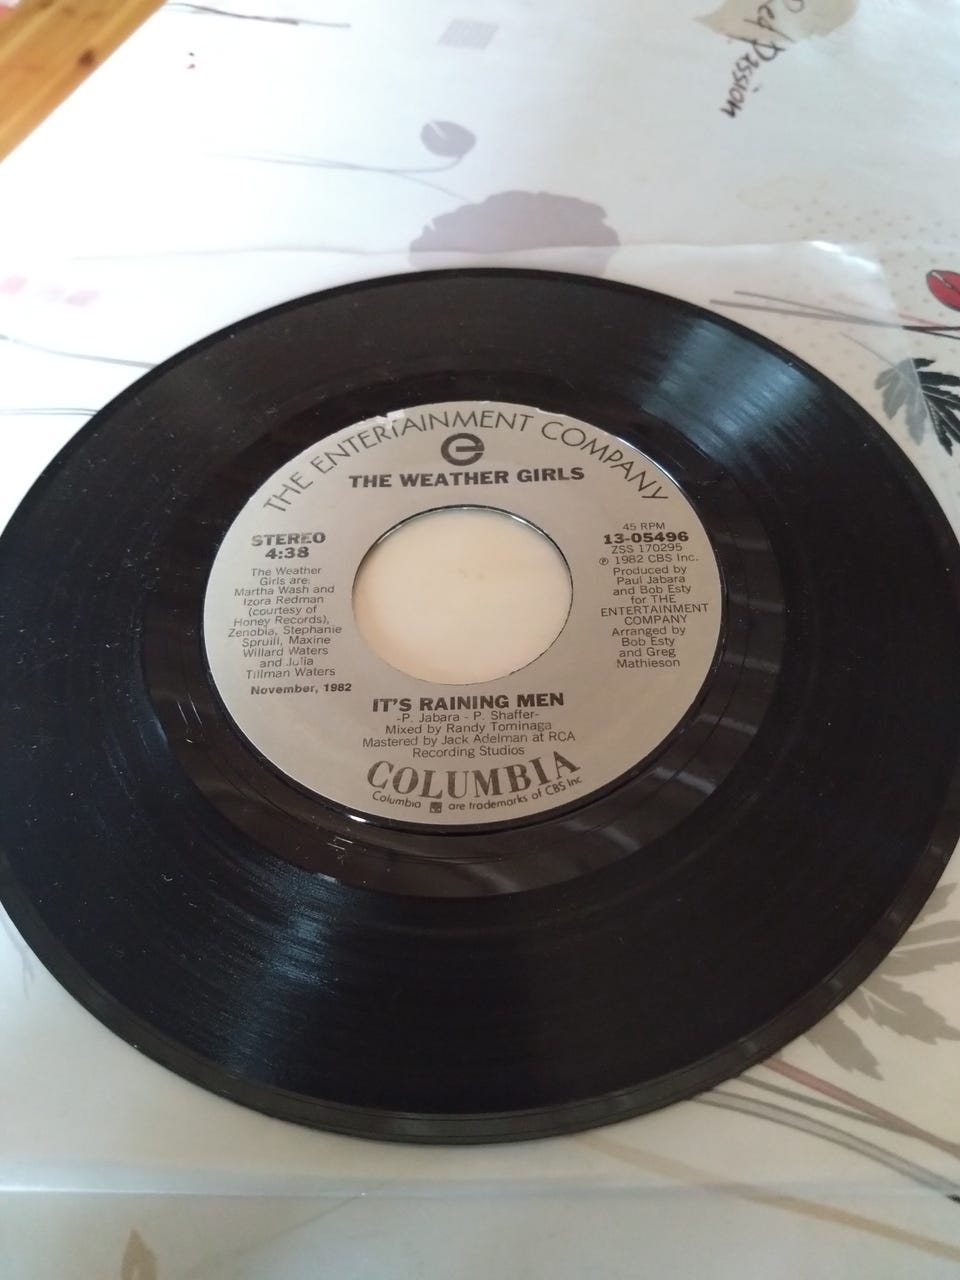 Red Passion
THE ENTERTAINMENT COMPANY
e
THE WEATHER GIRLS
STEREO
4:38
The Weather
Girls are:
Martha Wash and
Izora Redman
(courtesy of
Honey Records),
Zenobia, Stephanie
Spruill, Maxine
Willard Waters
and Julia
Tillman Waters
November, 1982
45 RPM
13-05496
ZSS 170295
℗ 1982 CBS Inc.
Produced by
Paul Jabara
and Bob Esty
for THE
ENTERTAINMENT
COMPANY
Arranged by
Bob Esty
and Greg
Mathieson
IT'S RAINING MEN
-P. Jabara - P. Shaffer-
Mixed by Randy Tominaga
Mastered by Jack Adelman at RCA
Recording Studios
COLUMBIA
Columbia are trademarks of CBS Inc